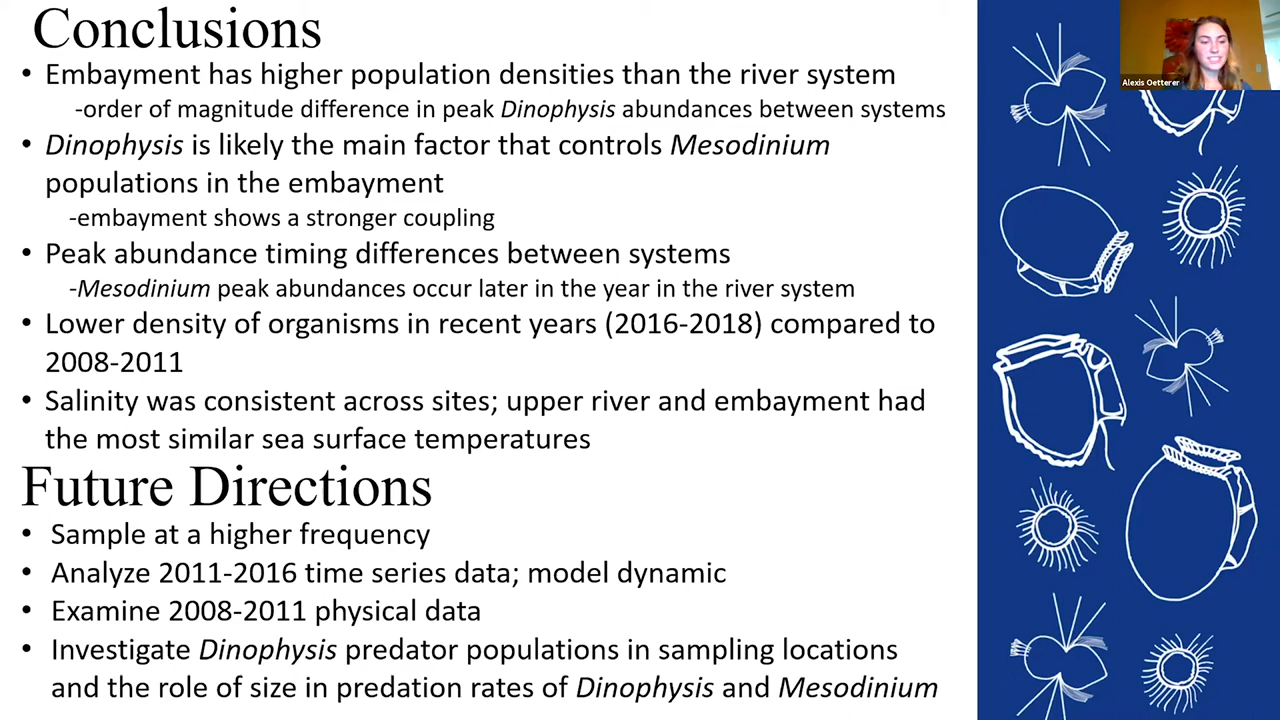 Conclusions
• Embayment has higher population densities than the river system
-order of magnitude difference in peak Dinophysis abundances between systems
• Dinophysis is likely the main factor that controls Mesodinium
populations in the embayment
-embayment shows a stronger coupling
• Peak abundance timing differences between systems
-Mesodinium peak abundances occur later in the year in the river system
• Lower density of organisms in recent years (2016-2018) compared to
2008-2011
• Salinity was consistent across sites; upper river and embayment had
the most similar sea surface temperatures
Future Directions
• Sample at a higher frequency
• Analyze 2011-2016 time series data; model dynamic
• Examine 2008-2011 physical data
• Investigate Dinophysis predator populations in sampling locations
and the role of size in predation rates of Dinophysis and Mesodinium
Alexis Oetterer